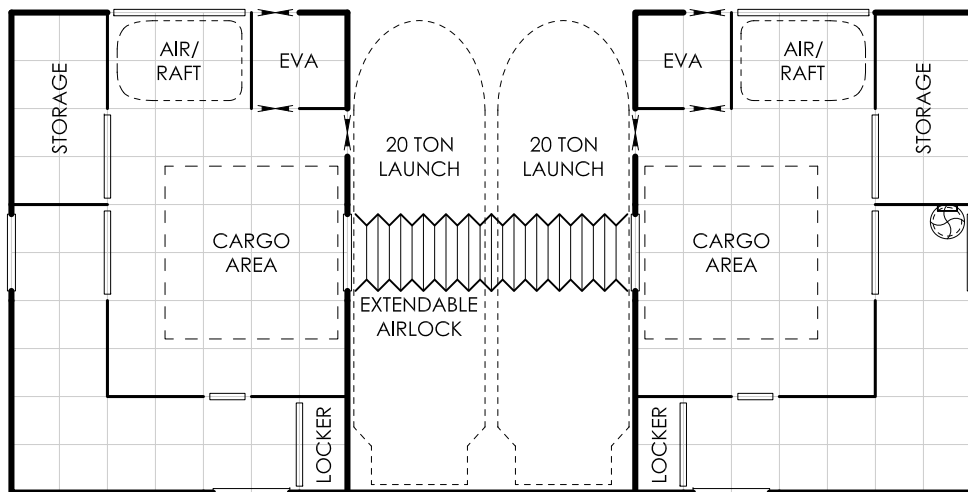 AIR/
RAFT
EVA
STORAGE
20 TON
LAUNCH
20 TON
LAUNCH
EVA
AIR/
RAFT
STORAGE
CARGO
AREA
CARGO
AREA
EXTENDABLE
AIRLOCK
LOCKER
LOCKER